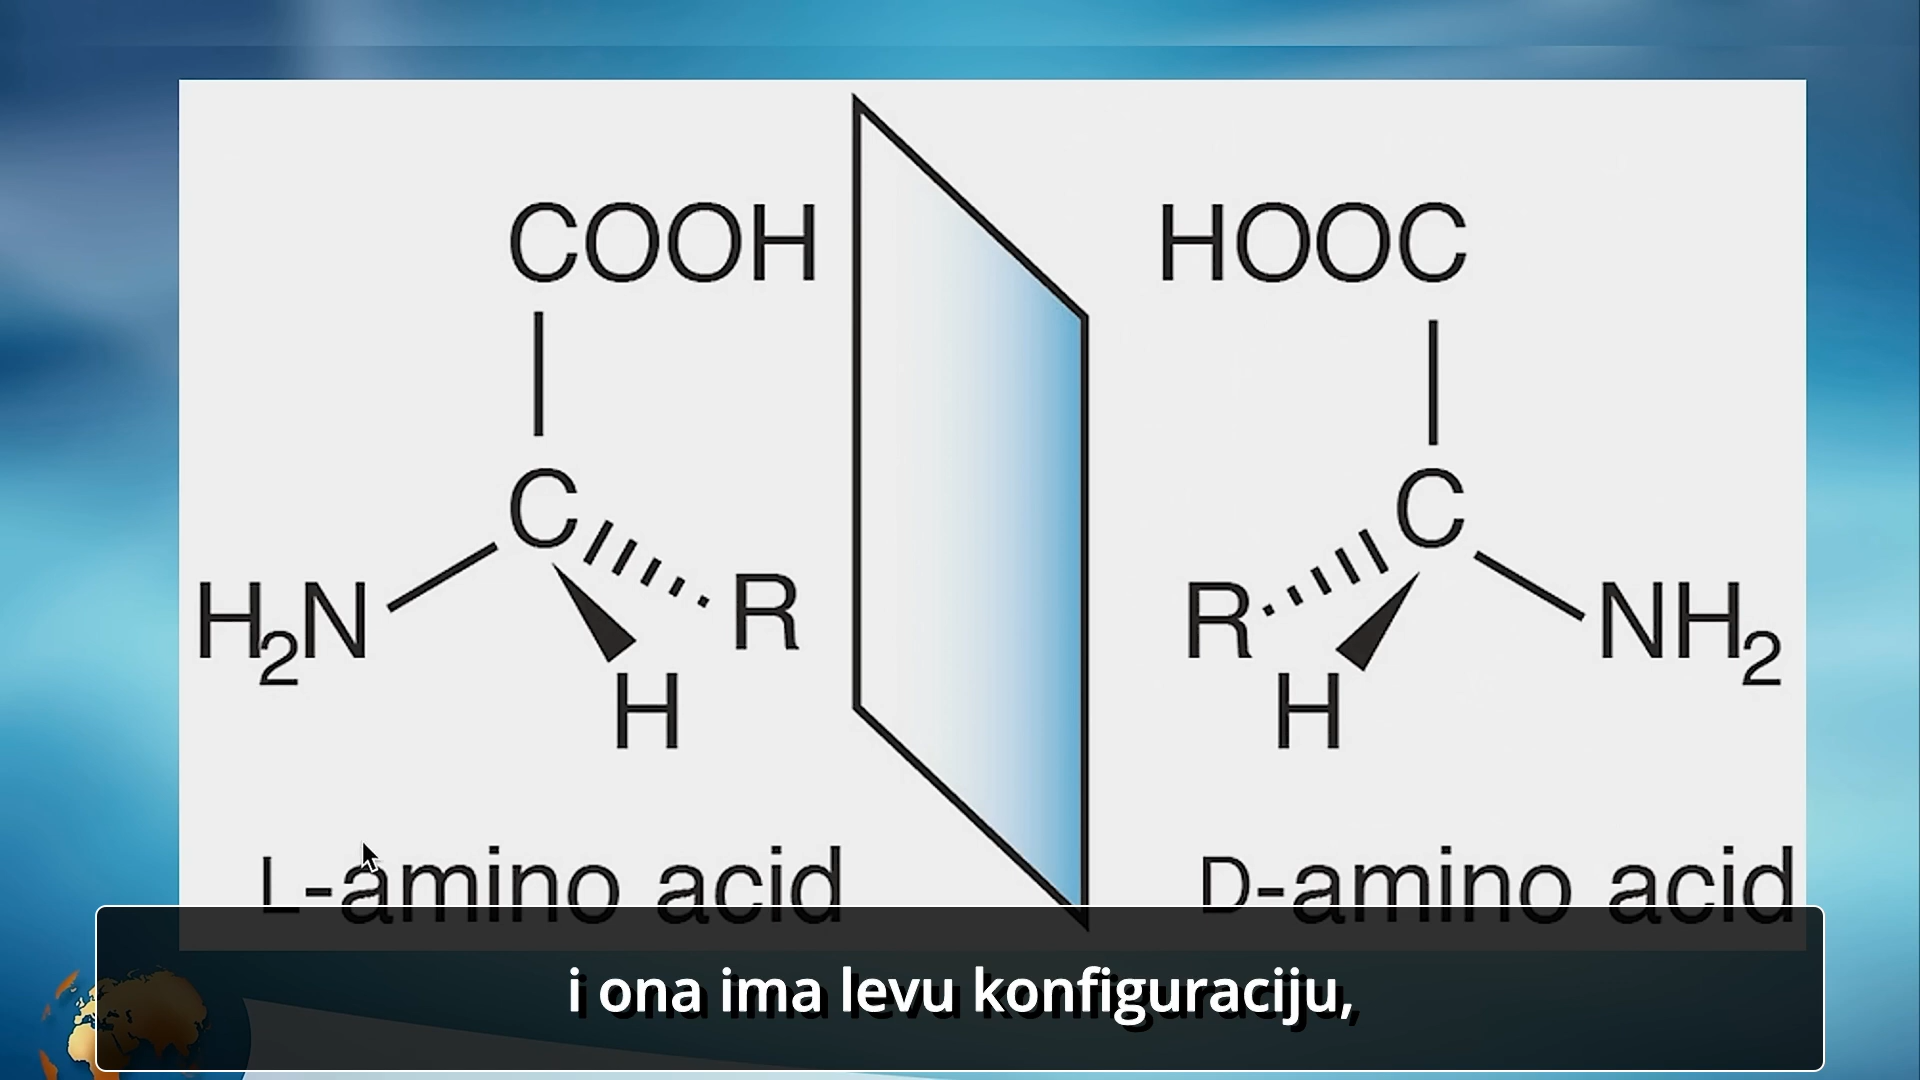 COOH HOOC
C C
H₂N R R NH₂
H H
L-amino acid D-amino acid
i ona ima levu konfiguraciju,